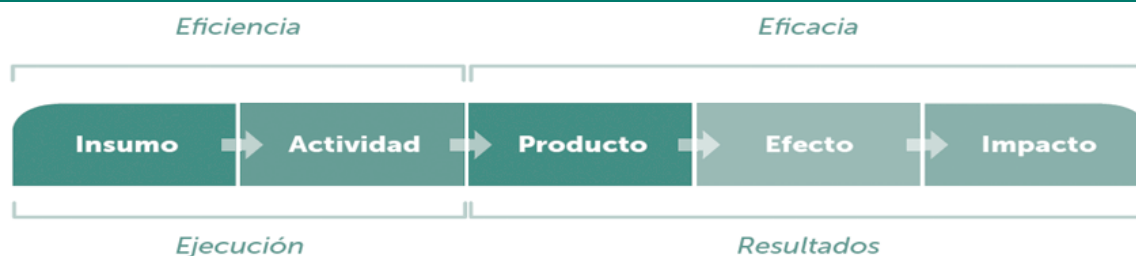 Eficiencia Eficacia
Insumo Actividad Producto Efecto Impacto
Ejecución Resultados